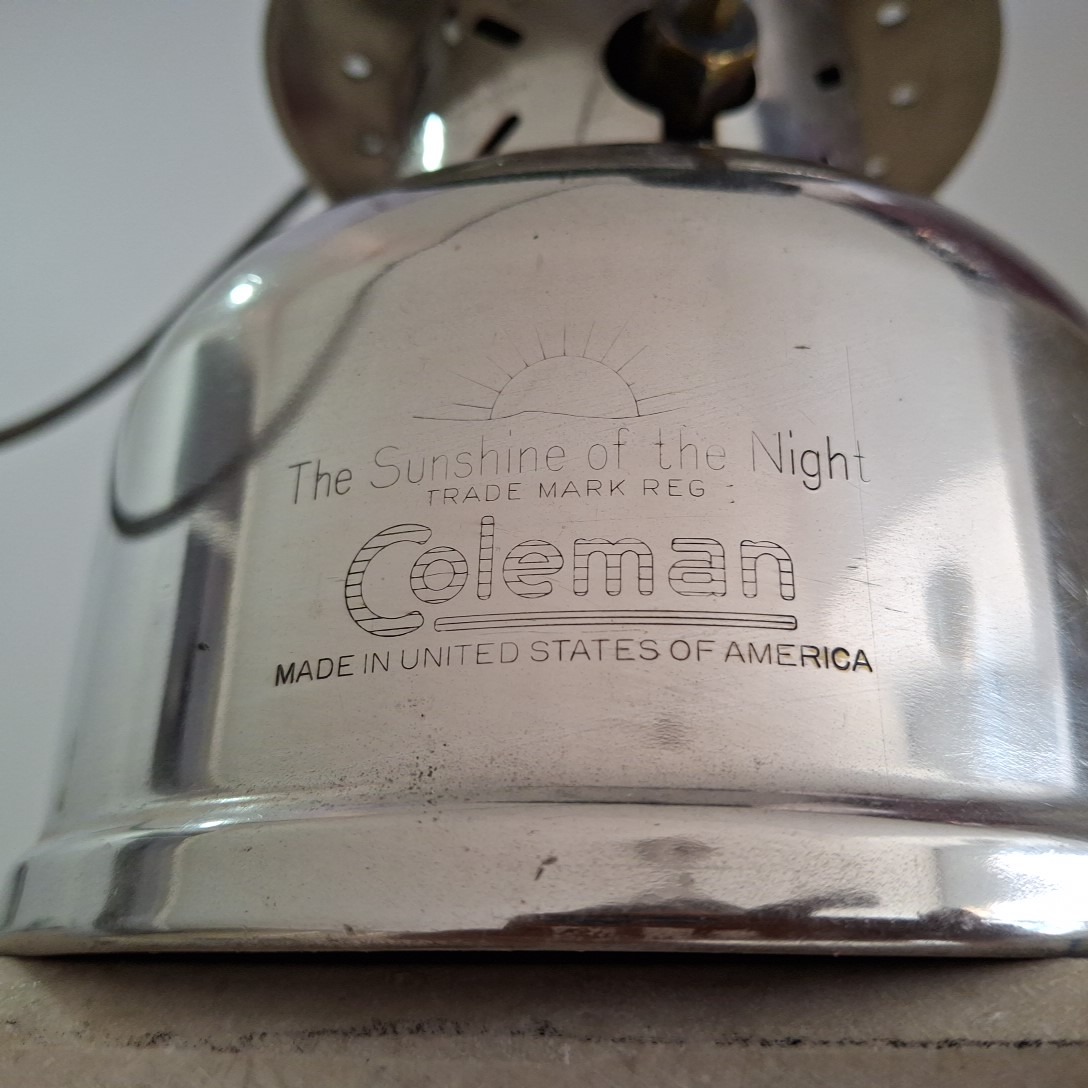 The Sunshine of the Night
TRADE MARK REG.
Coleman
MADE IN UNITED STATES OF AMERICA